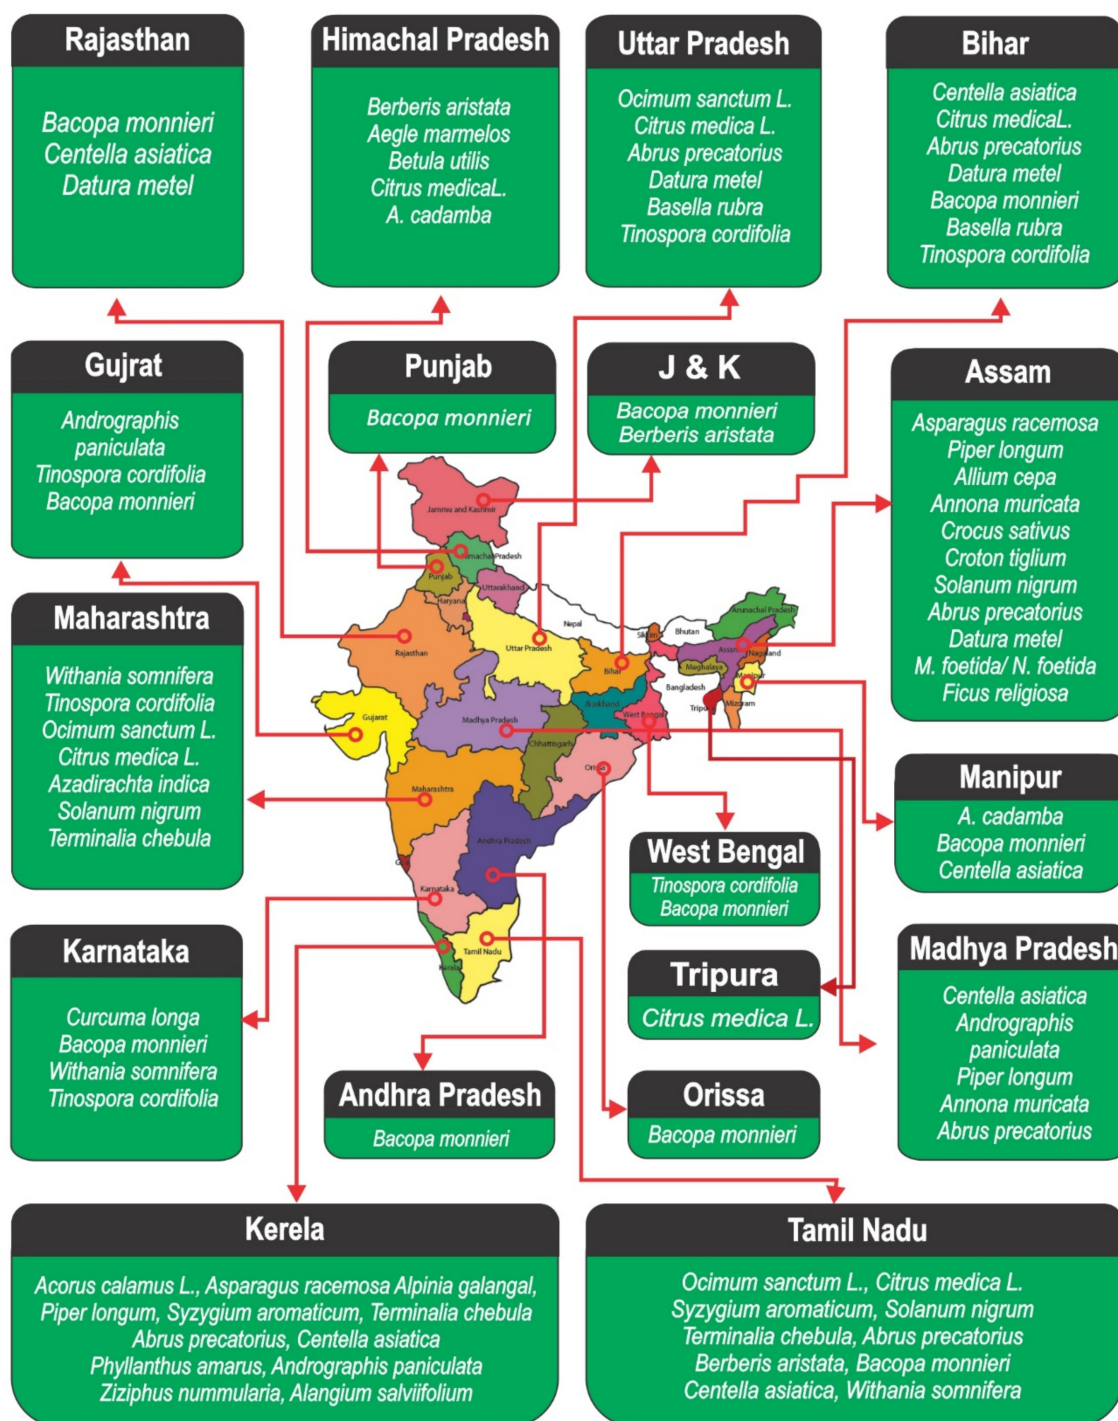 Rajasthan
Bacopa monnieri
Centella asiatica
Datura metel
Himachal Pradesh
Berberis aristata
Aegle marmelos
Betula utilis
Citrus medicaL.
A. cadamba
Uttar Pradesh
Ocimum sanctum L.
Citrus medica L.
Abrus precatorius
Datura metel
Basella rubra
Tinospora cordifolia
Bihar
Centella asiatica
Citrus medicaL.
Abrus precatorius
Datura metel
Bacopa monnieri
Basella rubra
Tinospora cordifolia
Gujrat
Andrographis
paniculata
Tinospora cordifolia
Bacopa monnieri
Punjab
Bacopa monnieri
J & K
Bacopa monnieri
Berberis aristata
Assam
Asparagus racemosa
Piper longum
Allium cepa
Annona muricata
Crocus sativus
Croton tiglium
Solanum nigrum
Abrus precatorius
Datura metel
M. foetida/ N. foetida
Ficus religiosa
Maharashtra
Withania somnifera
Tinospora cordifolia
Ocimum sanctum L.
Citrus medica L.
Azadirachta indica
Solanum nigrum
Terminalia chebula
Jammu and Kashmir
Himachal Pradesh
Punjab
Uttarakhand
Haryana
Rajasthan
Uttar Pradesh
Nepal
Bhutan
Arunachal Pradesh
Assam
Nagaland
Meghalaya
Manipur
Bihar
Bangladesh
Mizoram
Jharkhand
West Bengal
Gujarat
Madhya Pradesh
Chhattisgarh
Orissa
Maharashtra
Andhra Pradesh
Karnataka
Tamil Nadu
Kerala
Manipur
A. cadamba
Bacopa monnieri
Centella asiatica
West Bengal
Tinospora cordifolia
Bacopa monnieri
Karnataka
Curcuma longa
Bacopa monnieri
Withania somnifera
Tinospora cordifolia
Tripura
Citrus medica L.
Madhya Pradesh
Centella asiatica
Andrographis
paniculata
Piper longum
Annona muricata
Abrus precatorius
Andhra Pradesh
Bacopa monnieri
Orissa
Bacopa monnieri
Kerela
Acorus calamus L., Asparagus racemosa Alpinia galangal,
Piper longum, Syzygium aromaticum, Terminalia chebula
Abrus precatorius, Centella asiatica
Phyllanthus amarus, Andrographis paniculata
Ziziphus nummularia, Alangium salviifolium
Tamil Nadu
Ocimum sanctum L., Citrus medica L.
Syzygium aromaticum, Solanum nigrum
Terminalia chebula, Abrus precatorius
Berberis aristata, Bacopa monnieri
Centella asiatica, Withania somnifera